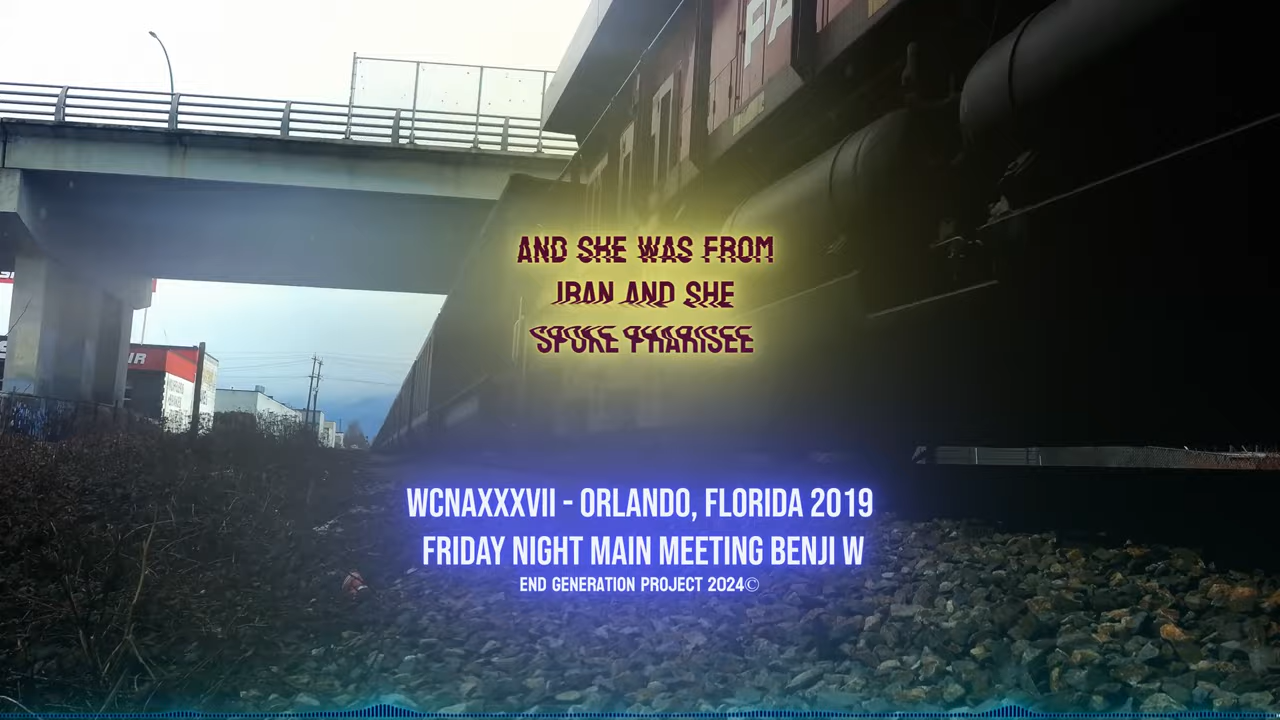 PA
AND SHE WAS FROM
IRAN AND SHE
SPOKE PHARISEE
WCNAXXXVII - ORLANDO, FLORIDA 2019
FRIDAY NIGHT MAIN MEETING BENJI W
END GENERATION PROJECT 2024©